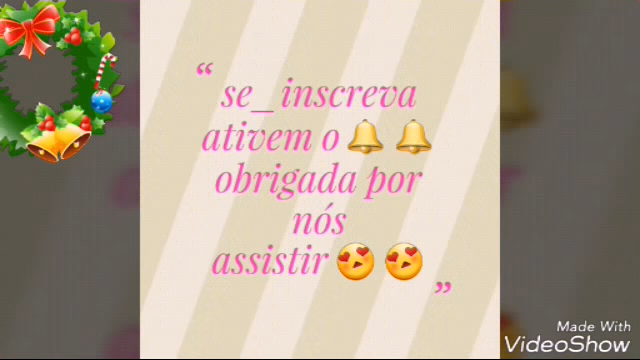 “ se_inscreva
ativem o 🔔 🔔
obrigada por
nós
assistir 😍 😍 „
Made With
VideoShow